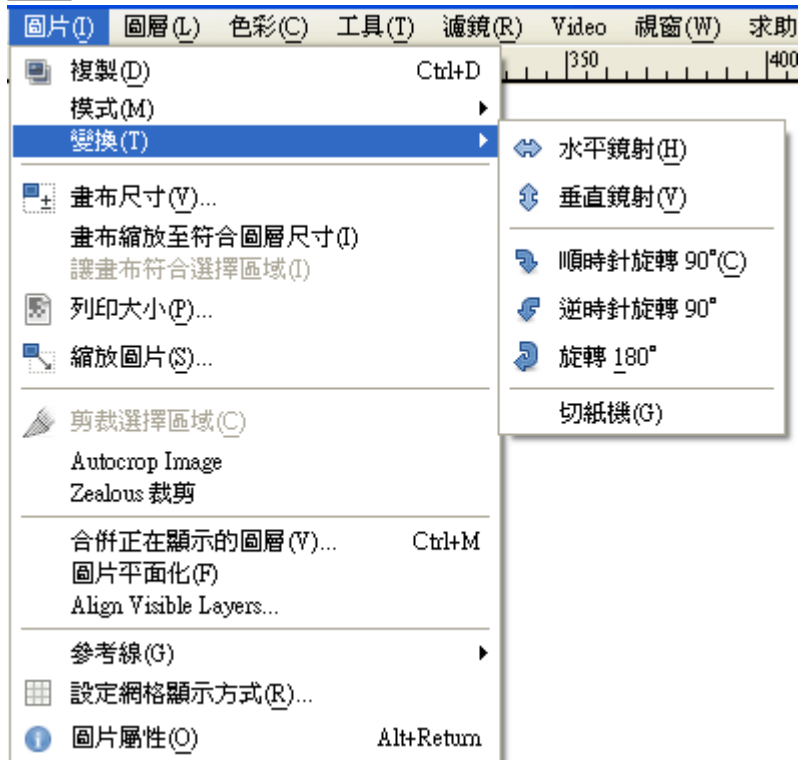 圖片(I) 圖層(L) 色彩(C) 工具(T) 濾鏡(R) Video 視窗(W) 求助
350 400
複製(D) Ctrl+D
模式(M)
變換(T)
水平鏡射(H)
垂直鏡射(V)
順時針旋轉 90°(C)
逆時針旋轉 90°
旋轉 180°
切紙機(G)
畫布尺寸(V)...
畫布縮放至符合圖層尺寸(I)
讓畫布符合選擇區域(I)
列印大小(P)...
縮放圖片(S)...
剪裁選擇區域(C)
Autocrop Image
Zealous 裁剪
合併正在顯示的圖層(V)... Ctrl+M
圖片平面化(F)
Align Visible Layers...
參考線(G)
設定網格顯示方式(R)...
圖片屬性(O) Alt+Return